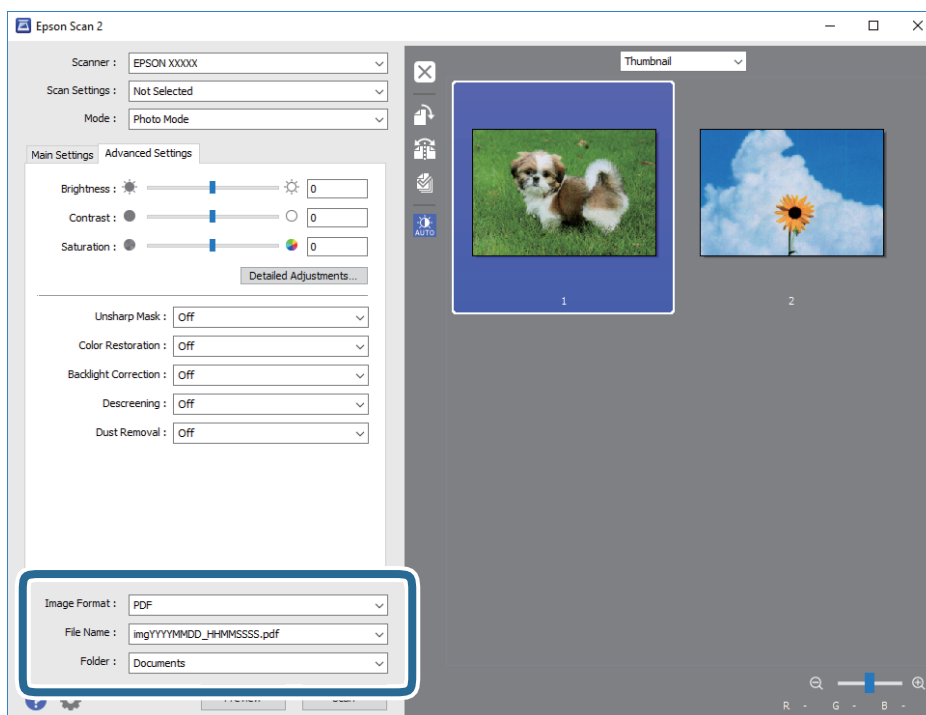 Epson Scan 2
Scanner : EPSON XXXXX
Scan Settings : Not Selected
Mode : Photo Mode
Main Settings Advanced Settings
Brightness : 0
Contrast : 0
Saturation : 0
Detailed Adjustments...
Unsharp Mask : Off
Color Restoration : Off
Backlight Correction : Off
Descreening : Off
Dust Removal : Off
Image Format : PDF
File Name : imgYYYYMMDD_HHMMSSSS.pdf
Folder : Documents
Preview Scan
Thumbnail
AUTO
1 2
R - G - B -